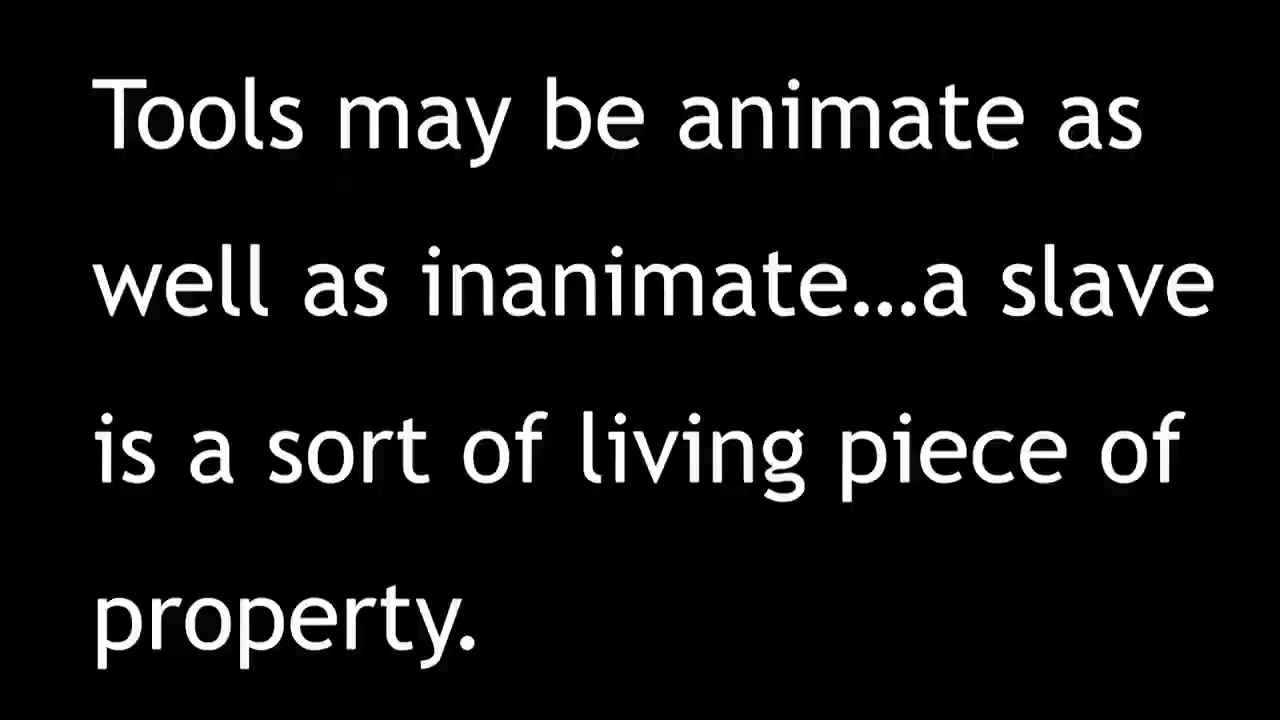 Tools may be animate as
well as inanimate...a slave
is a sort of living piece of
property.